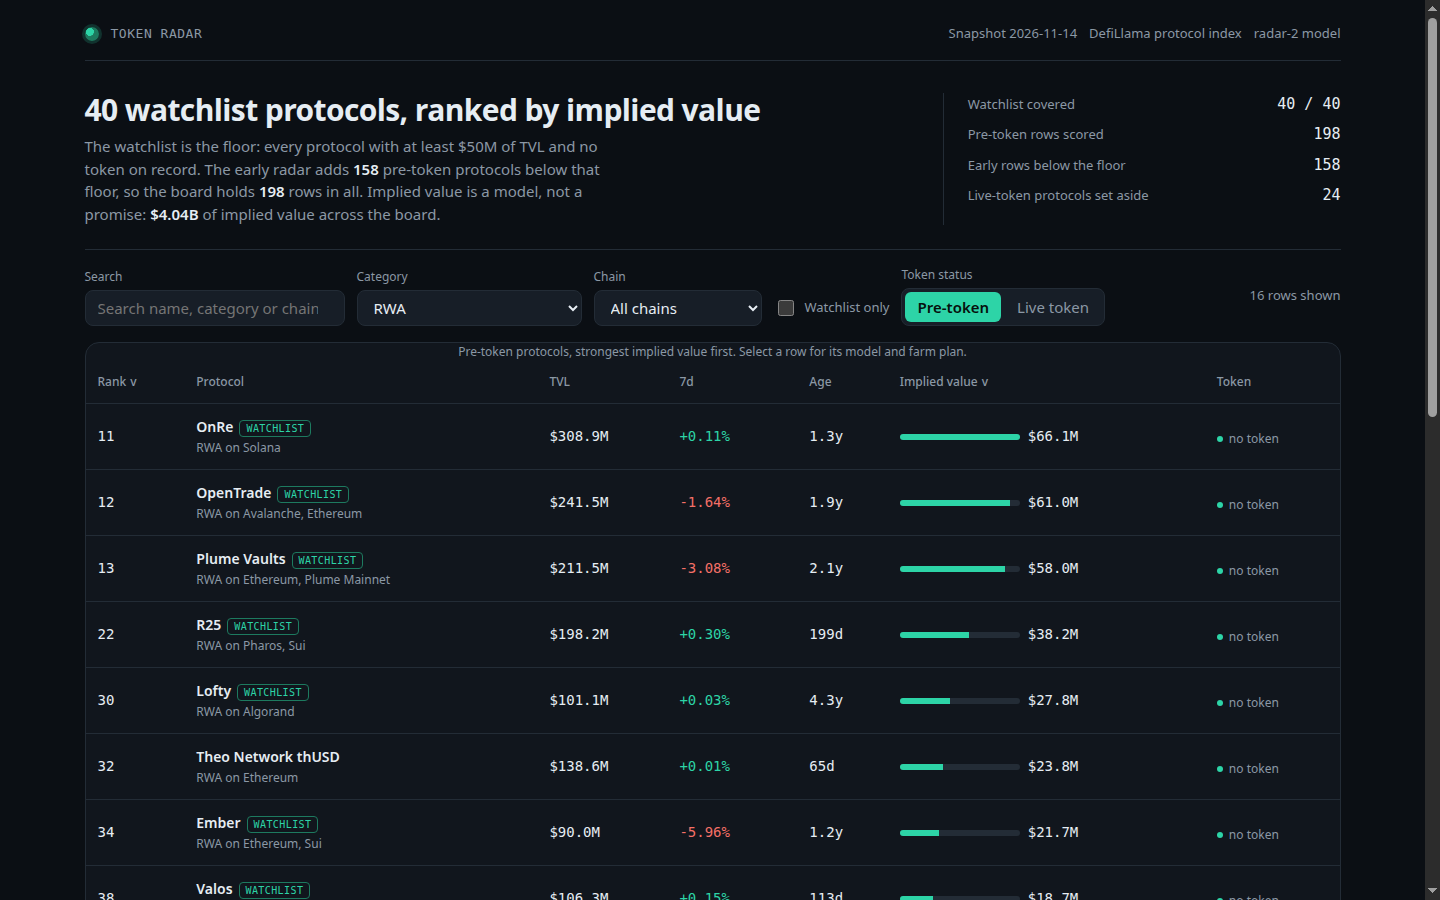 TOKEN RADAR
Snapshot 2026-11-14 DefiLlama protocol index radar-2 model
40 watchlist protocols, ranked by implied value
The watchlist is the floor: every protocol with at least $50M of TVL and no
token on record. The early radar adds 158 pre-token protocols below that
floor, so the board holds 198 rows in all. Implied value is a model, not a
promise: $4.04B of implied value across the board.
Watchlist covered 40 / 40
Pre-token rows scored 198
Early rows below the floor 158
Live-token protocols set aside 24
Search Category Chain Token status
Search name, category or chain RWA All chains Watchlist only Pre-token Live token 16 rows shown
Pre-token protocols, strongest implied value first. Select a row for its model and farm plan.
Rank v Protocol TVL 7d Age Implied value v Token
11 OnRe WATCHLIST $308.9M +0.11% 1.3y $66.1M no token
RWA on Solana
12 OpenTrade WATCHLIST $241.5M -1.64% 1.9y $61.0M no token
RWA on Avalanche, Ethereum
13 Plume Vaults WATCHLIST $211.5M -3.08% 2.1y $58.0M no token
RWA on Ethereum, Plume Mainnet
22 R25 WATCHLIST $198.2M +0.30% 199d $38.2M no token
RWA on Pharos, Sui
30 Lofty WATCHLIST $101.1M +0.03% 4.3y $27.8M no token
RWA on Algorand
32 Theo Network thUSD $138.6M +0.01% 65d $23.8M no token
RWA on Ethereum
34 Ember WATCHLIST $90.0M -5.96% 1.2y $21.7M no token
RWA on Ethereum, Sui
38 Valos WATCHLIST $106.3M +0.15% 113d $18.7M no token